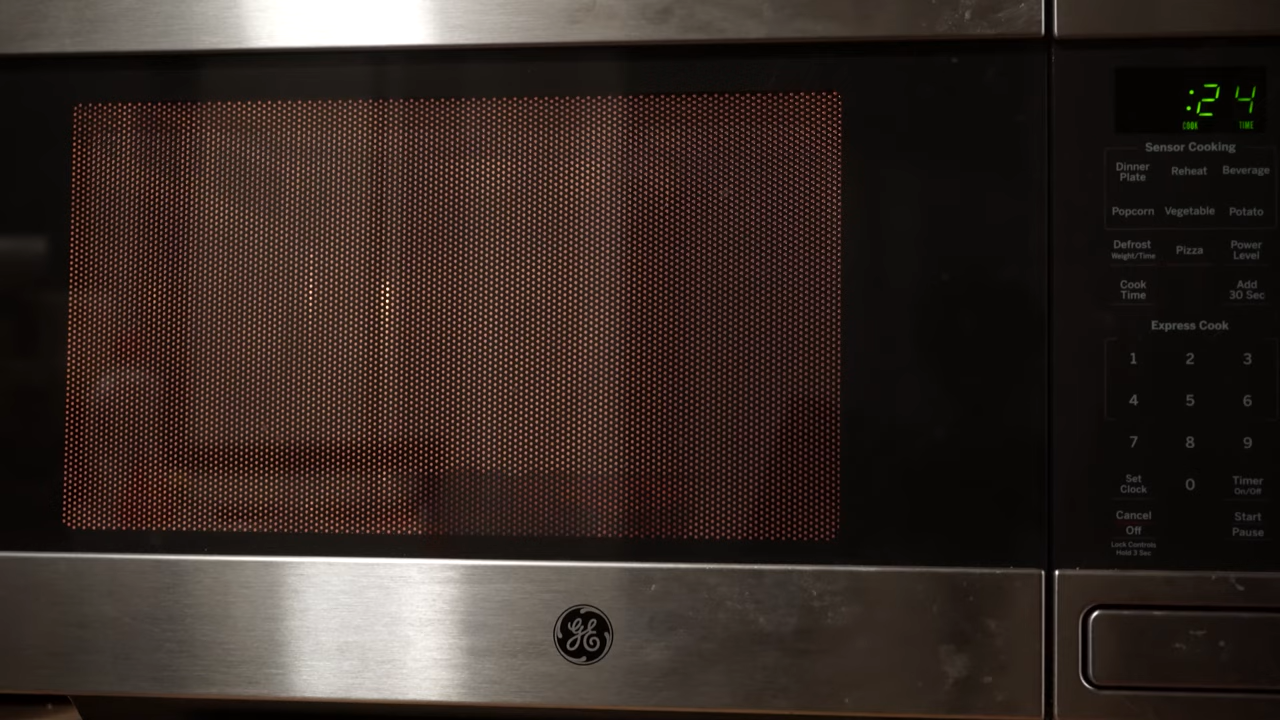 :24
COOK TIME
Sensor Cooking
Dinner Plate
Reheat
Beverage
Popcorn
Vegetable
Potato
Defrost
Weight/Time
Pizza
Power Level
Cook Time
Add 30 Sec
Express Cook
1 2 3
4 5 6
7 8 9
Set Clock
0
Timer
On/Off
Cancel
Off
Lock Controls
Hold 3 Sec
Start
Pause
GE